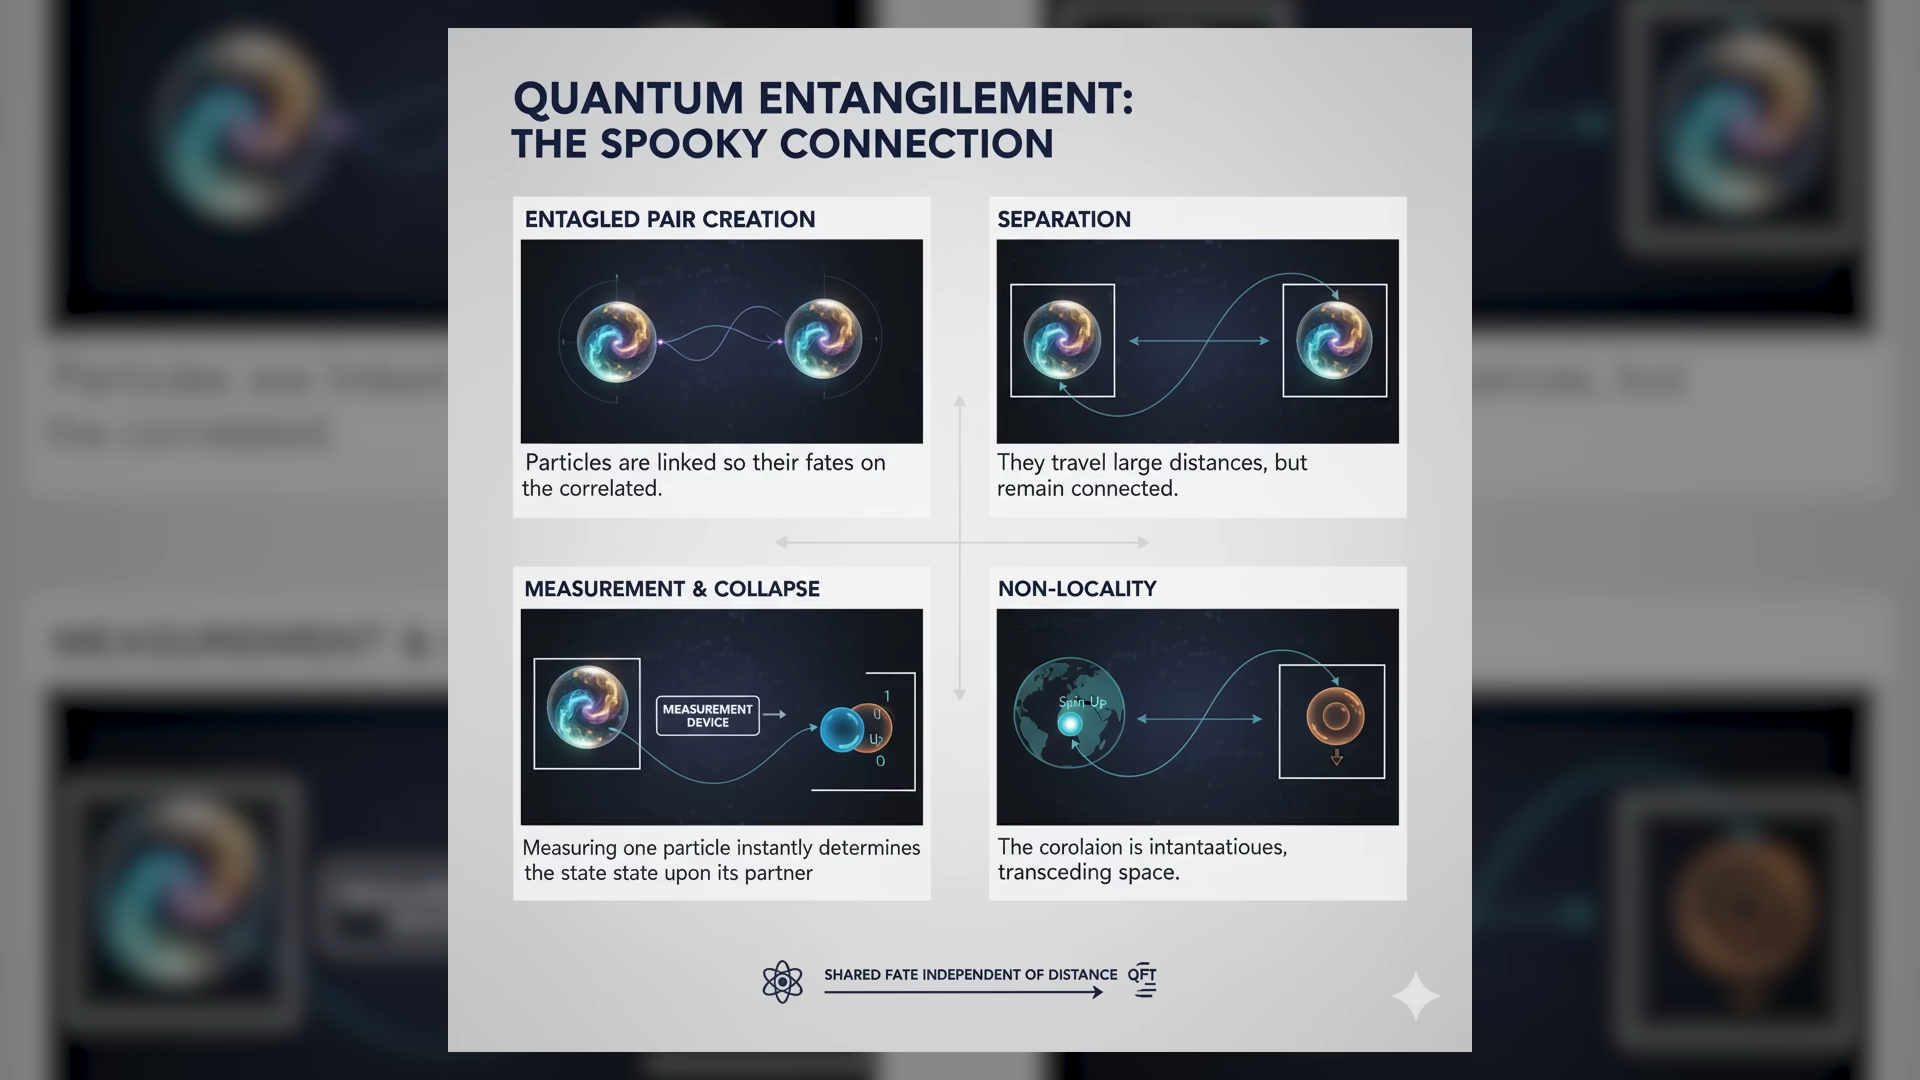 QUANTUM ENTANGILEMENT:
THE SPOOKY CONNECTION
ENTAGLED PAIR CREATION
Particles are linked so their fates on
the correlated.
SEPARATION
They travel large distances, but
remain connected.
MEASUREMENT & COLLAPSE
MEASUREMENT
DEVICE
1
0
Measuring one particle instantly determines
the state state upon its partner
NON-LOCALITY
Spin Up
The corolaion is intantaatioues,
transceding space.
SHARED FATE INDEPENDENT OF DISTANCE
QFT